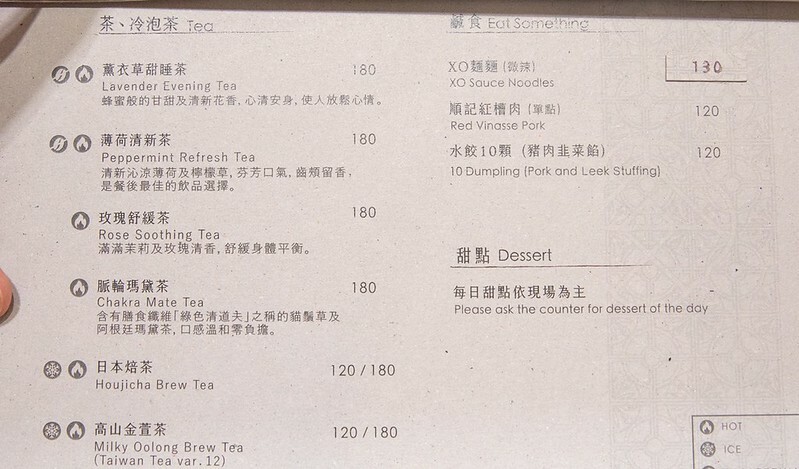 茶、冷泡茶 Tea
薰衣草甜睡茶 180
Lavender Evening Tea
蜂蜜般的甘甜及清新花香，心清安身，使人放鬆心情。
薄荷清新茶 180
Peppermint Refresh Tea
清新沁涼薄荷及檸檬草，芬芳口氣，齒頰留香，
是餐後最佳的飲品選擇。
玫瑰舒緩茶 180
Rose Soothing Tea
滿滿茉莉及玫瑰清香，舒緩身體平衡。
脈輪瑪黛茶 180
Chakra Mate Tea
含有膳食纖維「綠色清道夫」之稱的貓鬚草及
阿根廷瑪黛茶，口感溫和零負擔。
日本焙茶 120 / 180
Houjicha Brew Tea
高山金萱茶 120 / 180
Milky Oolong Brew Tea
(Taiwan Tea var. 12)
鹹食 Eat Something
XO麵麵 (微辣) 130
XO Sauce Noodles
順記紅糟肉 (單點) 120
Red Vinasse Pork
水餃10顆 (豬肉韭菜餡) 120
10 Dumpling (Pork and Leek Stuffing)
甜點 Dessert
每日甜點依現場為主
Please ask the counter for dessert of the day
HOT
ICE